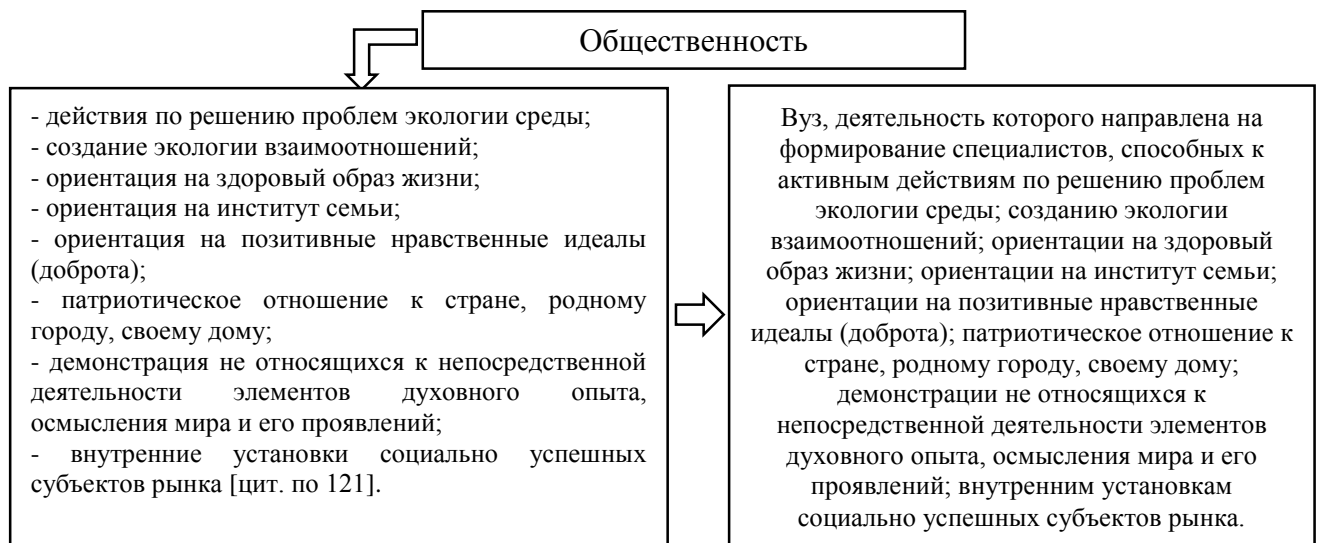 Общественность
- действия по решению проблем экологии среды;
- создание экологии взаимоотношений;
- ориентация на здоровый образ жизни;
- ориентация на институт семьи;
- ориентация на позитивные нравственные идеалы
(доброта);
- патриотическое отношение к стране, родному
городу, своему дому;
- демонстрация не относящихся к непосредственной
деятельности элементов духовного опыта,
осмысления мира и его проявлений;
- внутренние установки социально успешных
субъектов рынка [цит. по 121].
Вуз, деятельность которого направлена на
формирование специалистов, способных к
активным действиям по решению проблем
экологии среды; созданию экологии
взаимоотношений; ориентации на здоровый
образ жизни; ориентации на институт семьи;
ориентации на позитивные нравственные
идеалы (доброта); патриотическое отношение к
стране, родному городу, своему дому;
демонстрации не относящихся к
непосредственной деятельности элементов
духовного опыта, осмысления мира и его
проявлений; внутренним установкам
социально успешных субъектов рынка.